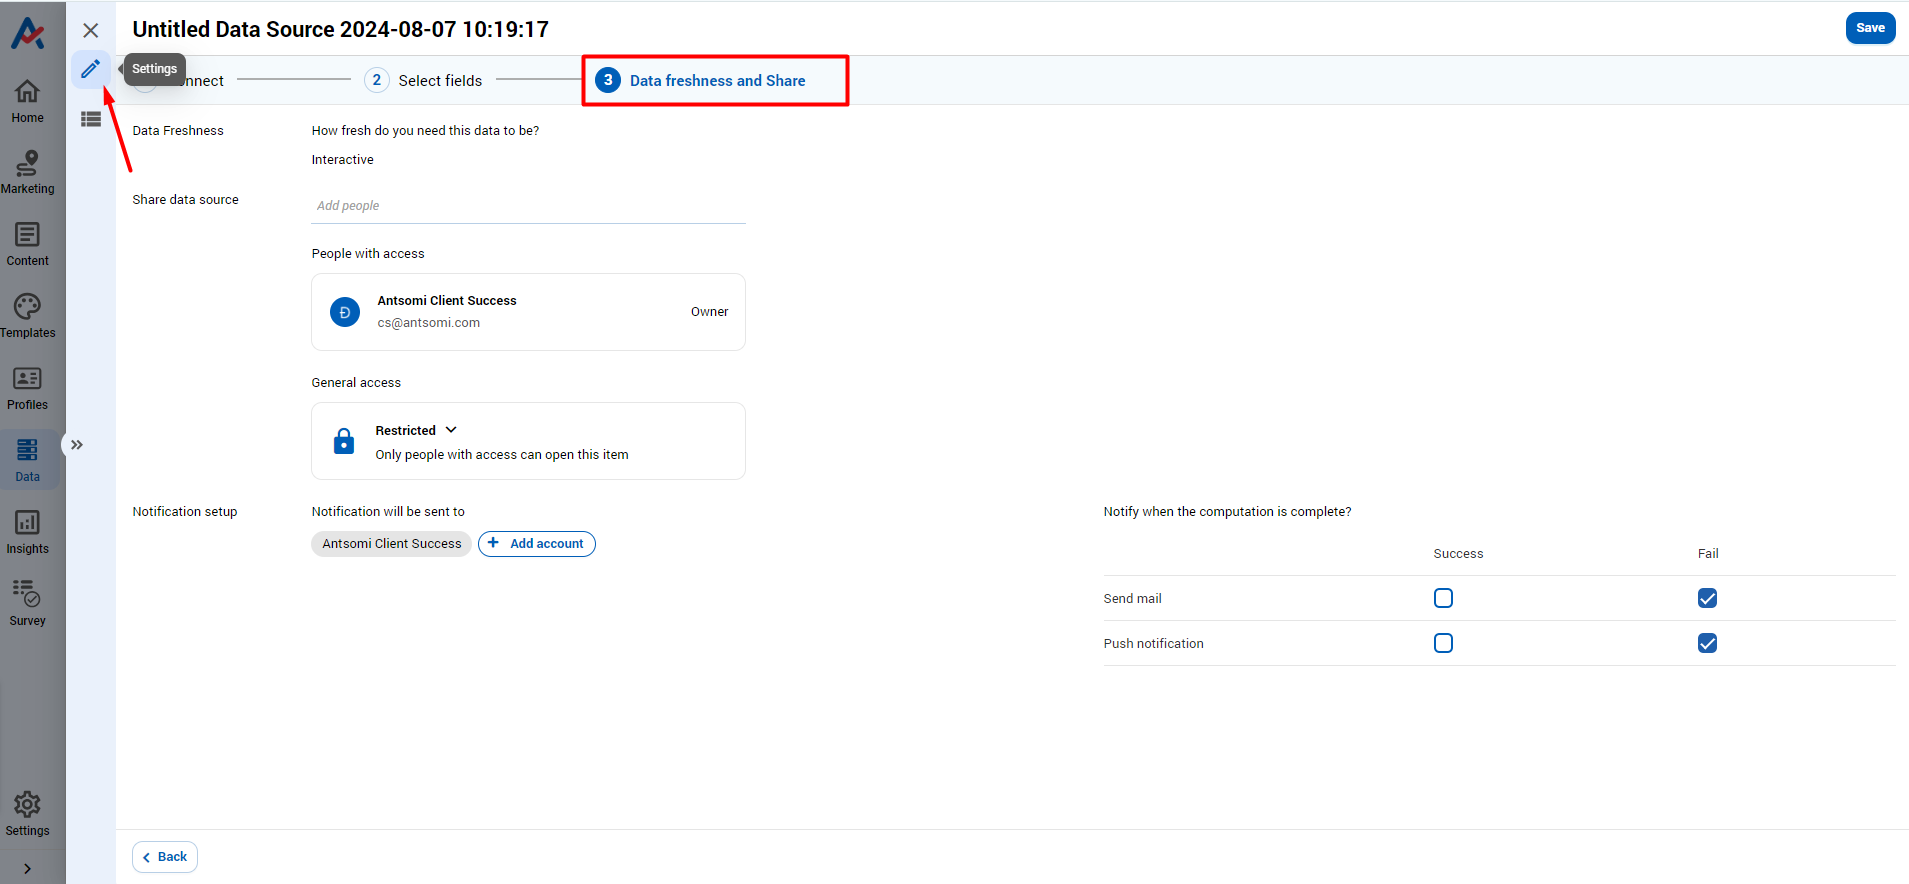 Untitled Data Source 2024-08-07 10:19:17
Save
Settings
nnect
2 Select fields
3 Data freshness and Share
Home
Marketing
Content
Templates
Profiles
Data
Insights
Survey
Settings
Data Freshness
How fresh do you need this data to be?
Interactive
Share data source
Add people
People with access
Đ
Antsomi Client Success
cs@antsomi.com
Owner
General access
Restricted
Only people with access can open this item
Notification setup
Notification will be sent to
Antsomi Client Success
+ Add account
Notify when the computation is complete?
Success Fail
Send mail
Push notification
Back